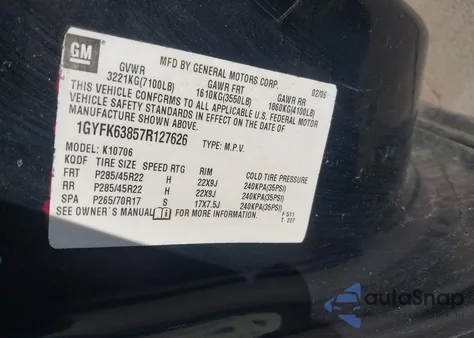 GM
MFD BY GENERAL MOTORS CORP.
02/06
GVWR GAWR FRT GAWR RR
3221KG(7100LB) 1610KG(3550LB) 1860KG(4100LB)
THIS VEHICLE CONFORMS TO ALL APPLICABLE U.S. FEDERAL MOTOR
VEHICLE SAFETY STANDARDS IN EFFECT ON THE DATE OF
MANUFACTURE SHOWN ABOVE.
1GYFK63857R127626 TYPE: M.P.V.
MODEL: K10706
KQDF TIRE SIZE SPEED RTG RIM COLD TIRE PRESSURE
FRT P285/45R22 H 22X9J 240KPA(35PSI)
RR P285/45R22 H 22X9J 240KPA(35PSI)
SPA P265/70R17 S 17X7.5J 240KPA(35PSI)
SEE OWNER'S MANUAL FOR MORE INFORMATION.
F 511
T 227
autoSnap